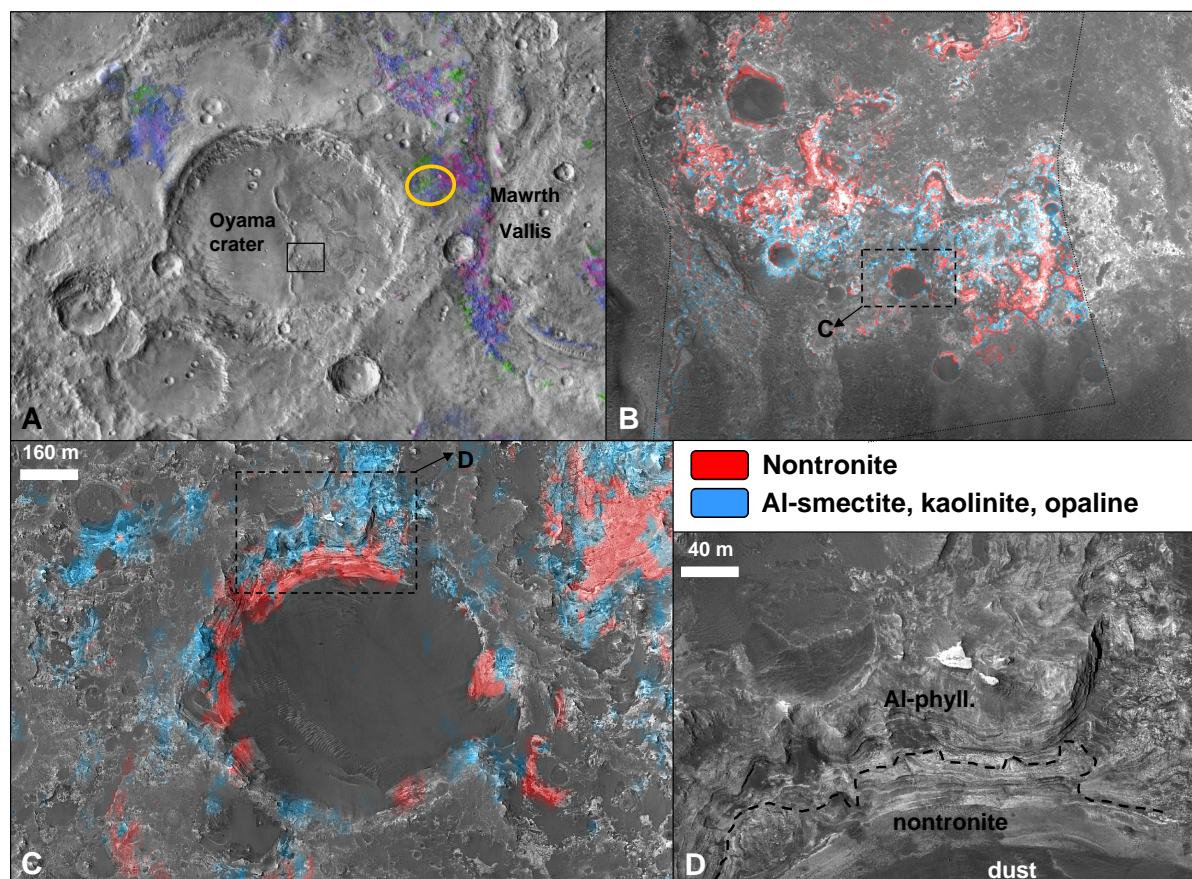 Oyama
crater
Mawrth
Vallis
A
C
B
160 m
D
C
Nontronite
Al-smectite, kaolinite, opaline
40 m
Al-phyll.
nontronite
D
dust